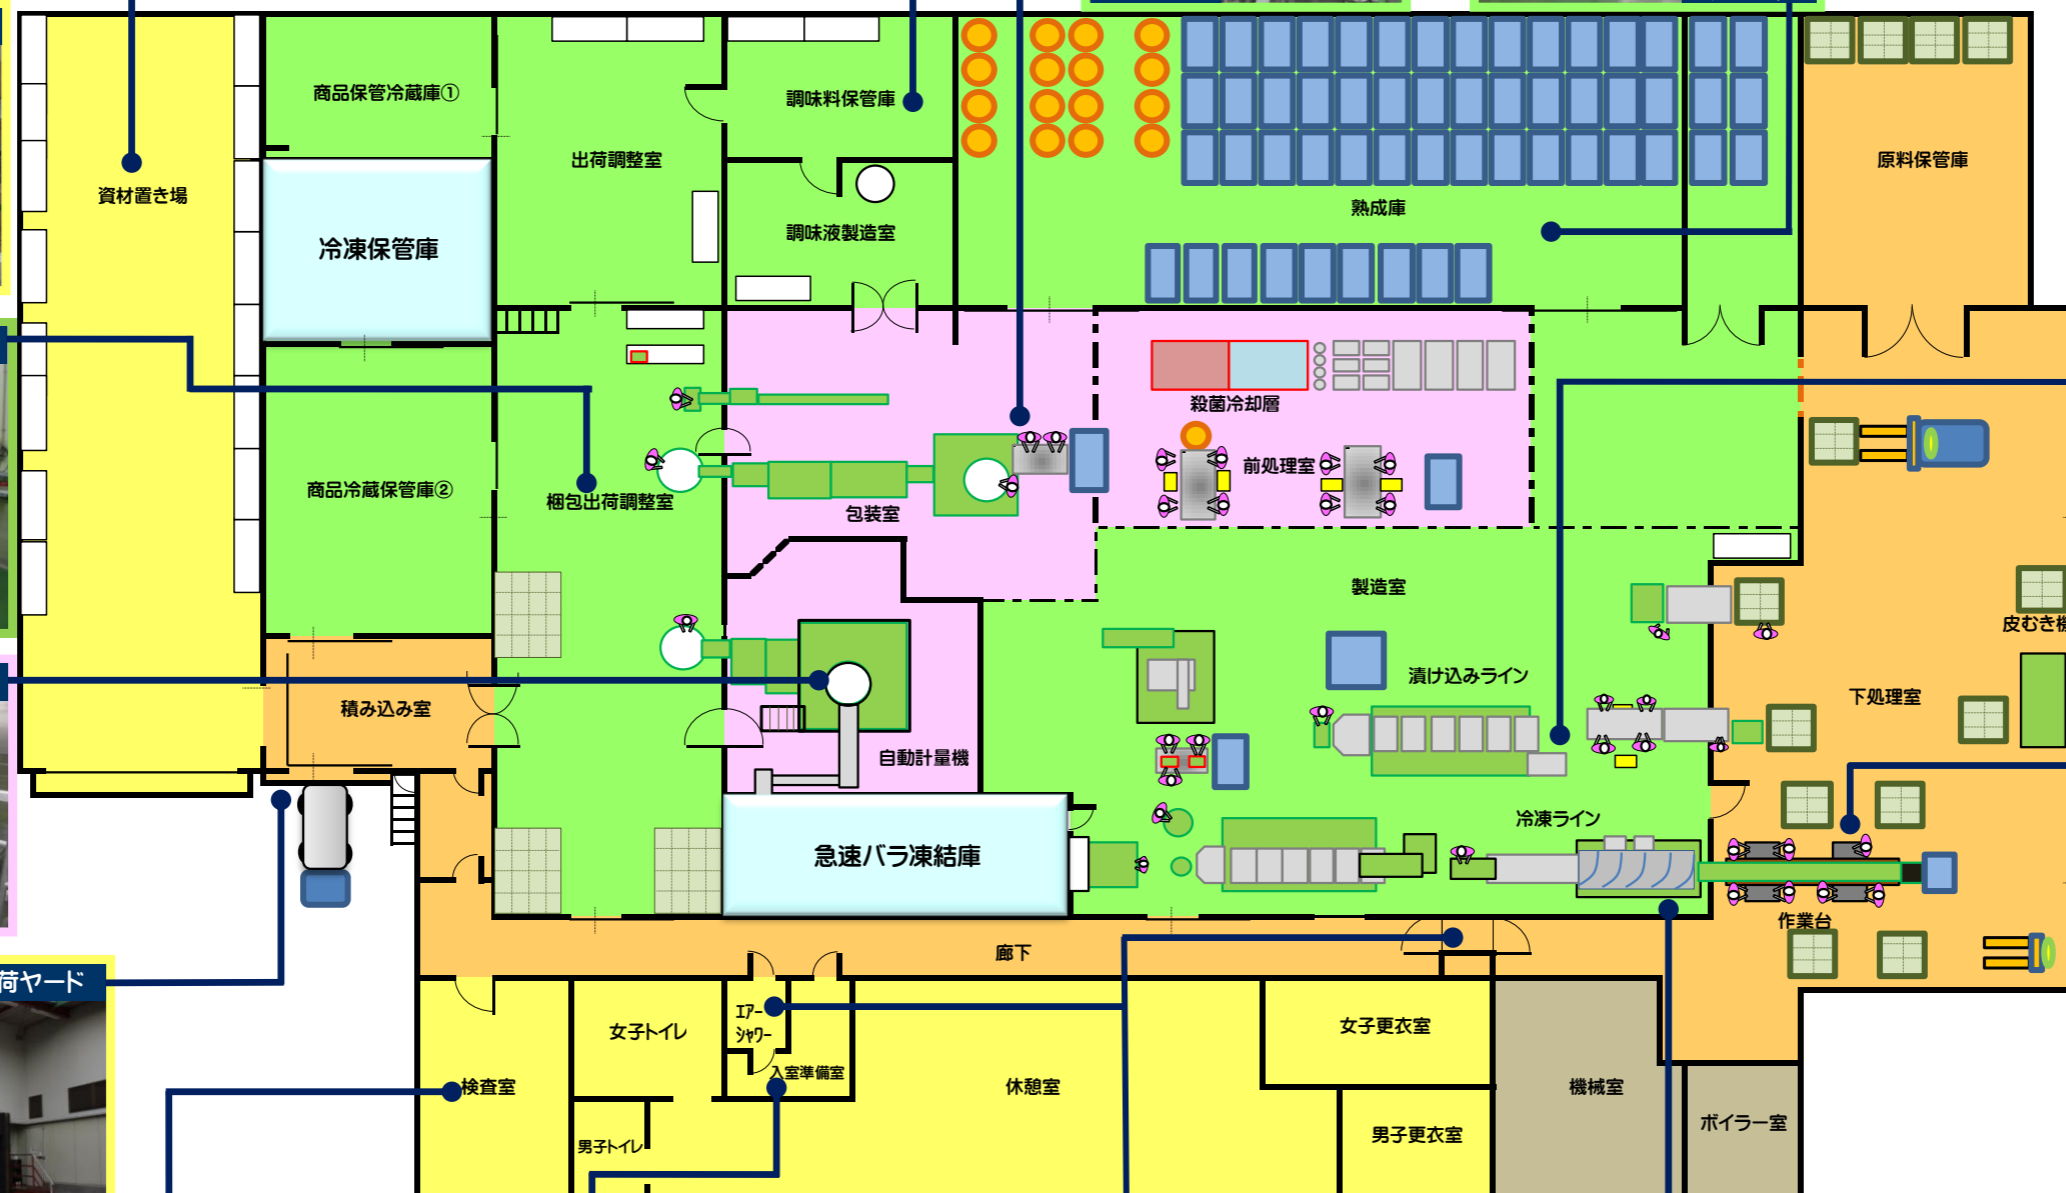 商品保管冷蔵庫①
調味料保管庫
出荷調整室
原料保管庫
資材置き場
熟成庫
調味液製造室
冷凍保管庫
殺菌冷却層
前処理室
商品冷蔵保管庫②
梱包出荷調整室
包装室
製造室
皮むき機
漬け込みライン
下処理室
積み込み室
自動計量機
冷凍ライン
急速バラ凍結庫
作業台
廊下
荷ヤード
エアー
シャワー
女子トイレ
女子更衣室
入室準備室
検査室
休憩室
機械室
ボイラー室
男子更衣室
男子トイレ